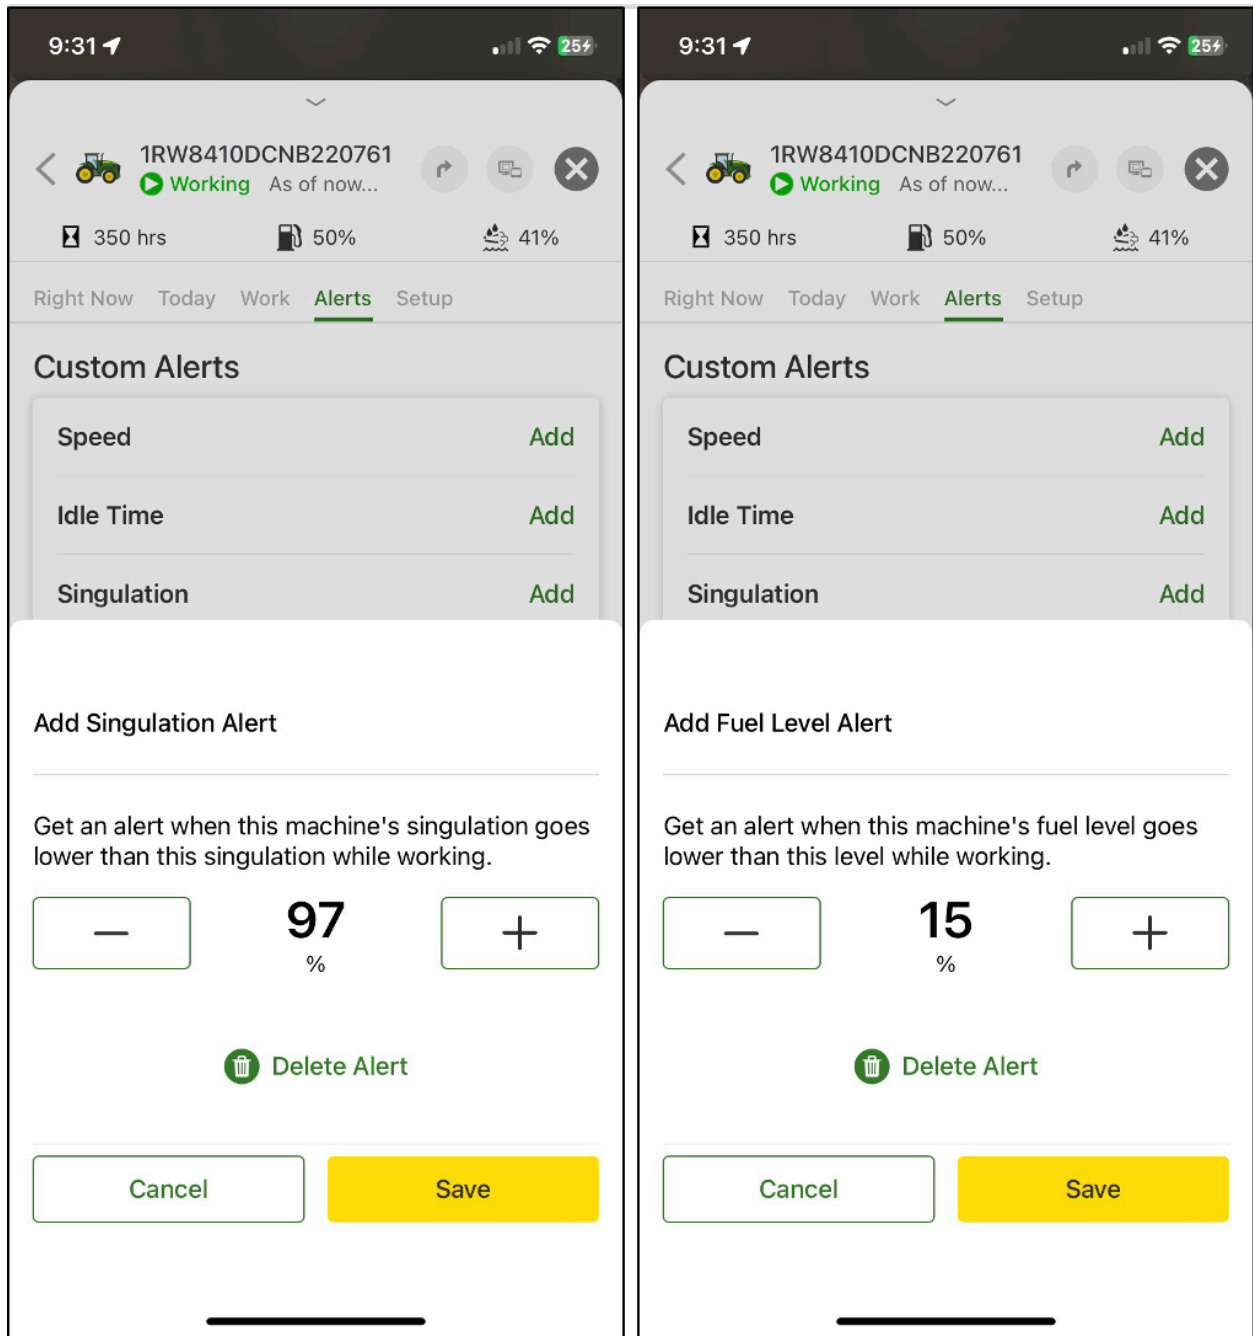 9:31
25
1RW8410DCNB220761
Working As of now...
350 hrs 50% 41%
Right Now Today Work Alerts Setup
Custom Alerts
Speed Add
Idle Time Add
Singulation Add
Add Singulation Alert
Get an alert when this machine's singulation goes
lower than this singulation while working.
97
%
Delete Alert
Cancel Save
9:31
25
1RW8410DCNB220761
Working As of now...
350 hrs 50% 41%
Right Now Today Work Alerts Setup
Custom Alerts
Speed Add
Idle Time Add
Singulation Add
Add Fuel Level Alert
Get an alert when this machine's fuel level goes
lower than this level while working.
15
%
Delete Alert
Cancel Save